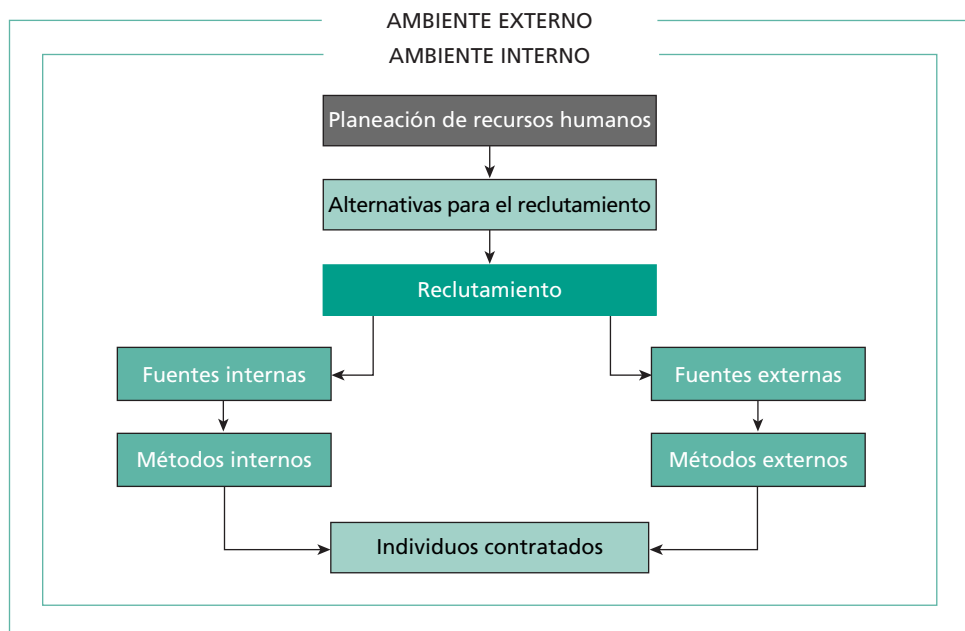 AMBIENTE EXTERNO
AMBIENTE INTERNO
Planeación de recursos humanos
Alternativas para el reclutamiento
Reclutamiento
Fuentes internas
Fuentes externas
Métodos internos
Métodos externos
Individuos contratados